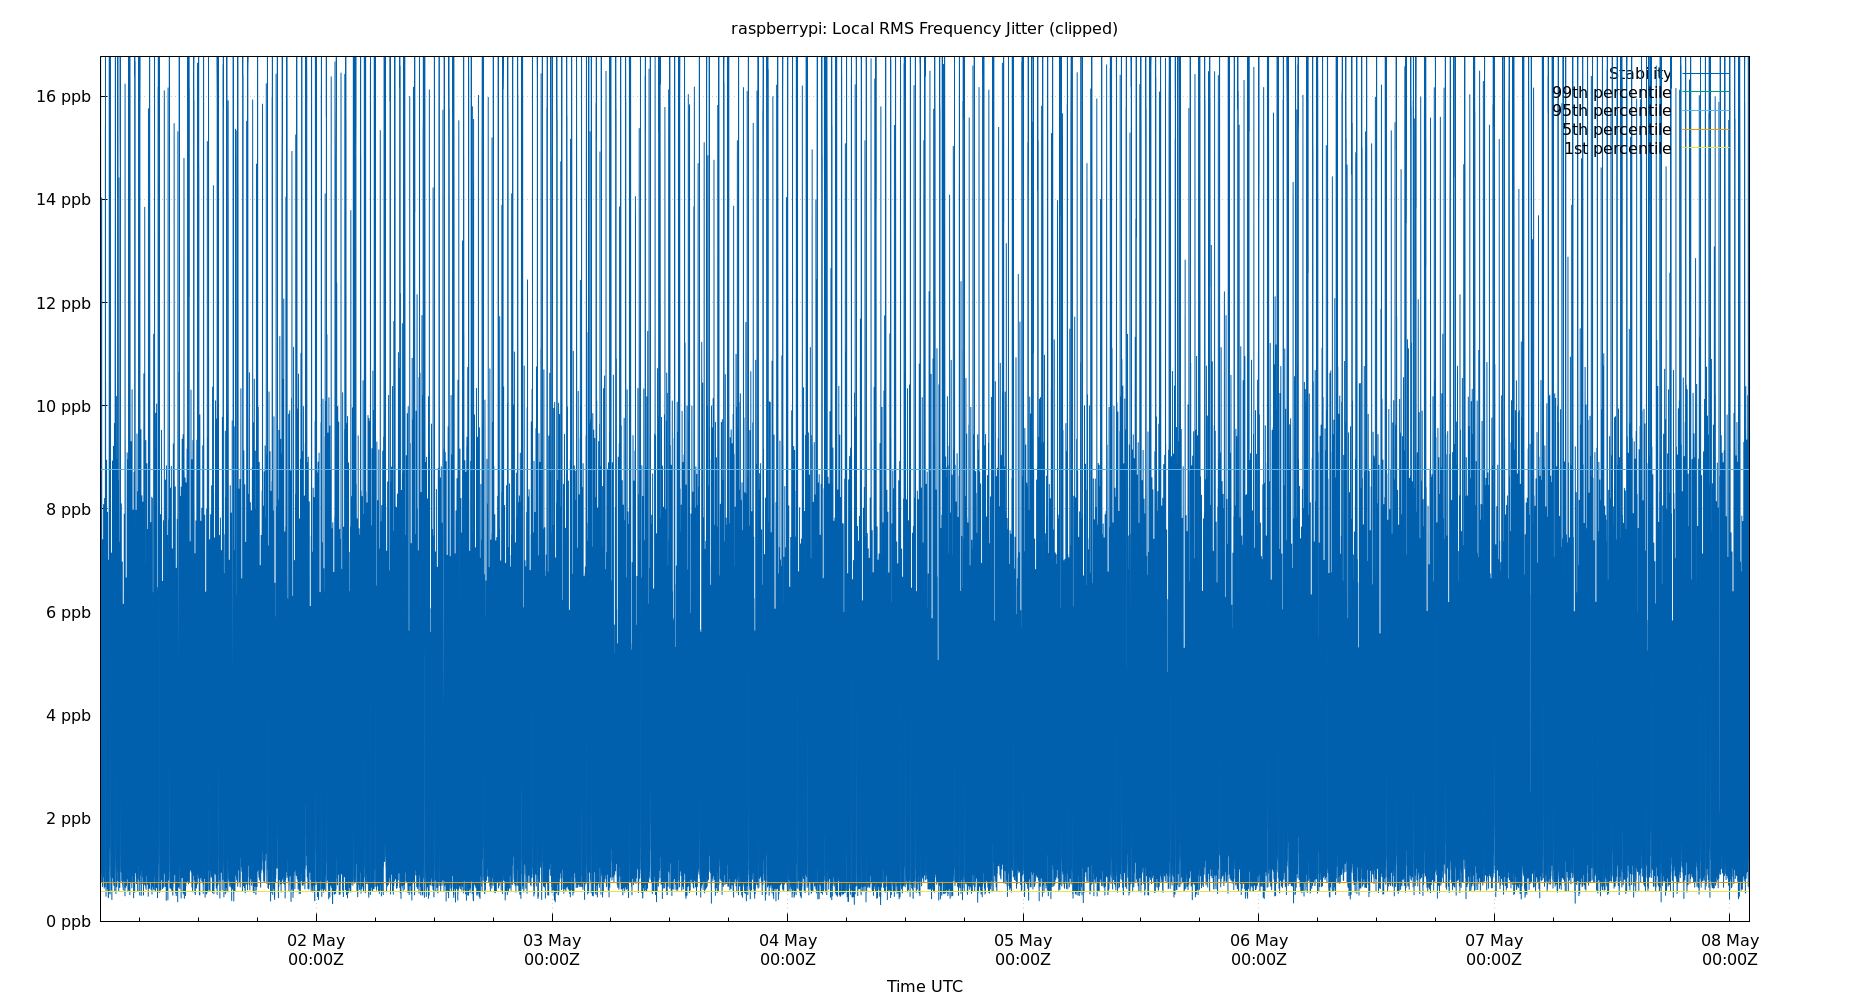 raspberrypi: Local RMS Frequency Jitter (clipped)
Stability
99th percentile
95th percentile
5th percentile
1st percentile
16 ppb
14 ppb
12 ppb
10 ppb
8 ppb
6 ppb
4 ppb
2 ppb
0 ppb
02 May 03 May 04 May 05 May 06 May 07 May 08 May
00:00Z 00:00Z 00:00Z 00:00Z 00:00Z 00:00Z 00:00Z
Time UTC